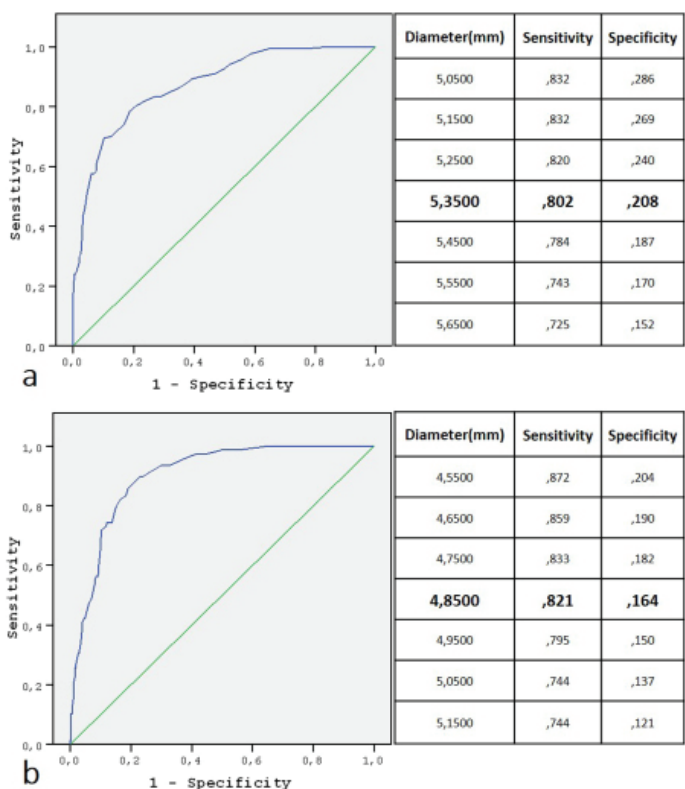 1,0
0,8
0,6
0,4
0,2
0,0
Sensitivity
0,0 0,2 0,4 0,6 0,8 1,0
1 - Specificity
a
Diameter(mm) Sensitivity Specificity
5,0500 ,832 ,286
5,1500 ,832 ,269
5,2500 ,820 ,240
5,3500 ,802 ,208
5,4500 ,784 ,187
5,5500 ,743 ,170
5,6500 ,725 ,152
1,0
0,8
0,6
0,4
0,2
0,0
Sensitivity
0,0 0,2 0,4 0,6 0,8 1,0
1 - Specificity
b
Diameter(mm) Sensitivity Specificity
4,5500 ,872 ,204
4,6500 ,859 ,190
4,7500 ,833 ,182
4,8500 ,821 ,164
4,9500 ,795 ,150
5,0500 ,744 ,137
5,1500 ,744 ,121